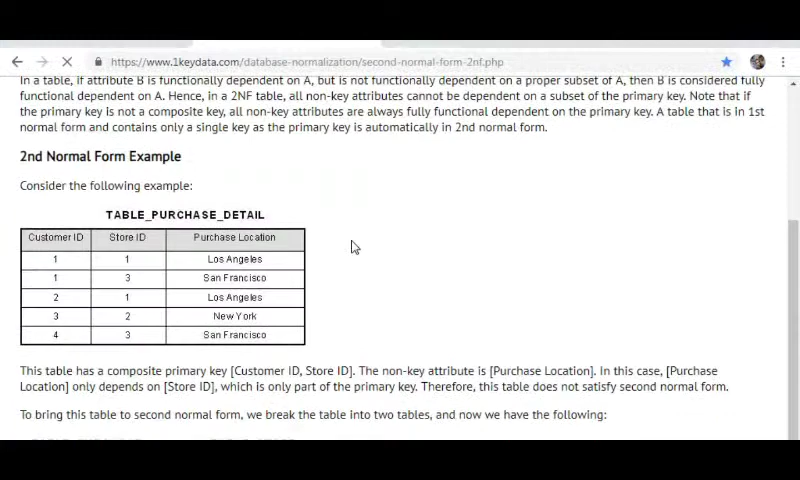 https://www.1keydata.com/database-normalization/second-normal-form-2nf.php
In a table, if attribute B is functionally dependent on A, but is not functionally dependent on a proper subset of A, then B is considered fully
functional dependent on A. Hence, in a 2NF table, all non-key attributes cannot be dependent on a subset of the primary key. Note that if
the primary key is not a composite key, all non-key attributes are always fully functional dependent on the primary key. A table that is in 1st
normal form and contains only a single key as the primary key is automatically in 2nd normal form.
2nd Normal Form Example
Consider the following example:
TABLE_PURCHASE_DETAIL
Customer ID Store ID Purchase Location
1 1 Los Angeles
1 3 San Francisco
2 1 Los Angeles
3 2 New York
4 3 San Francisco
This table has a composite primary key [Customer ID, Store ID]. The non-key attribute is [Purchase Location]. In this case, [Purchase
Location] only depends on [Store ID], which is only part of the primary key. Therefore, this table does not satisfy second normal form.
To bring this table to second normal form, we break the table into two tables, and now we have the following: